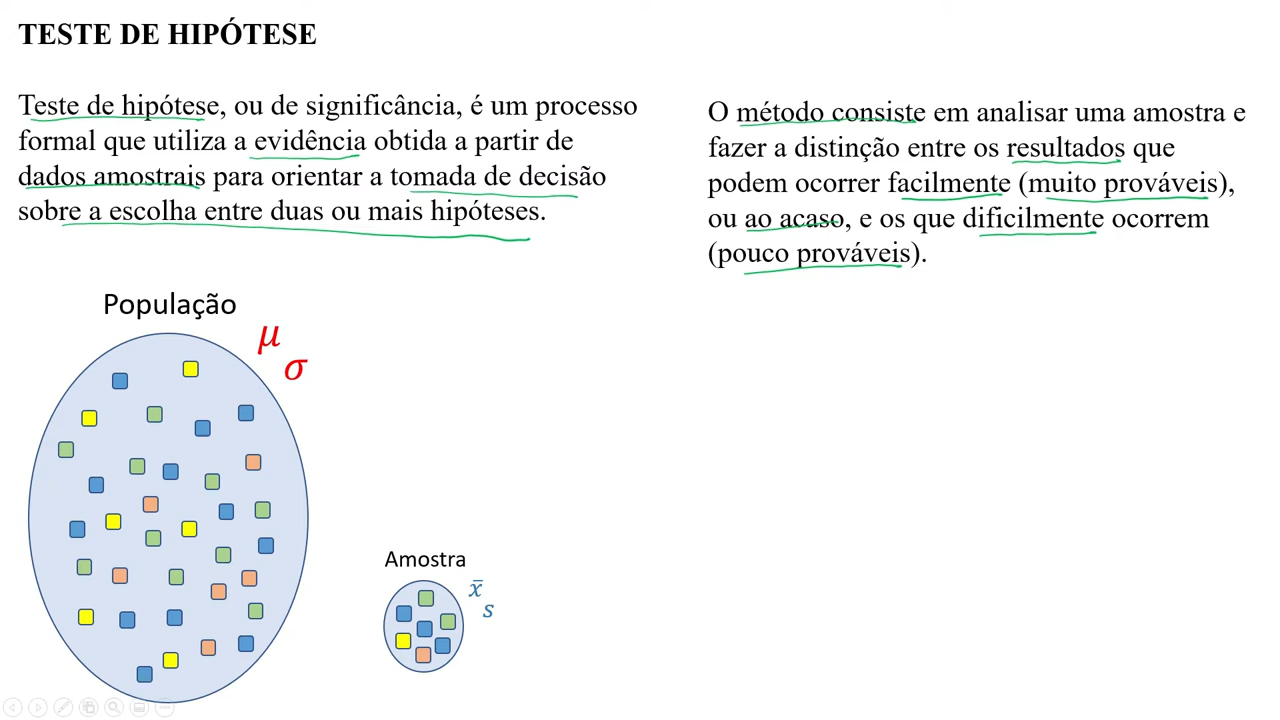 TESTE DE HIPÓTESE
Teste de hipótese, ou de significância, é um processo
formal que utiliza a evidência obtida a partir de
dados amostrais para orientar a tomada de decisão
sobre a escolha entre duas ou mais hipóteses.
O método consiste em analisar uma amostra e
fazer a distinção entre os resultados que
podem ocorrer facilmente (muito prováveis),
ou ao acaso, e os que dificilmente ocorrem
(pouco prováveis).
População
μ
σ
Amostra
x̄
s